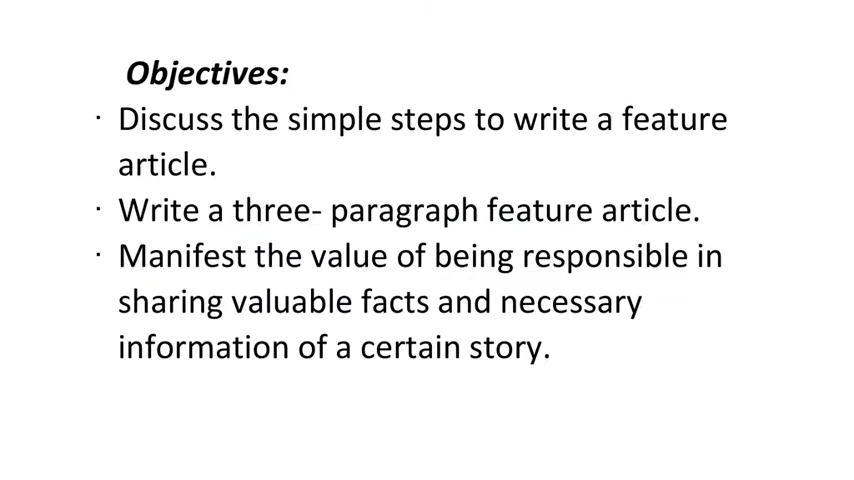 Objectives:
· Discuss the simple steps to write a feature
article.
· Write a three- paragraph feature article.
· Manifest the value of being responsible in
sharing valuable facts and necessary
information of a certain story.